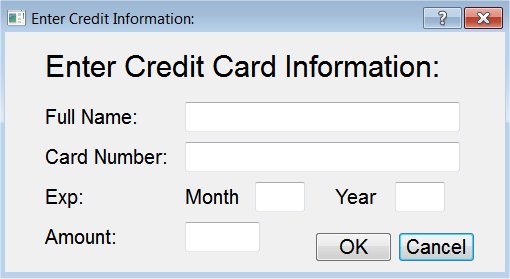 Enter Credit Information:
Enter Credit Card Information:
Full Name:
Card Number:
Exp: Month Year
Amount:
OK Cancel